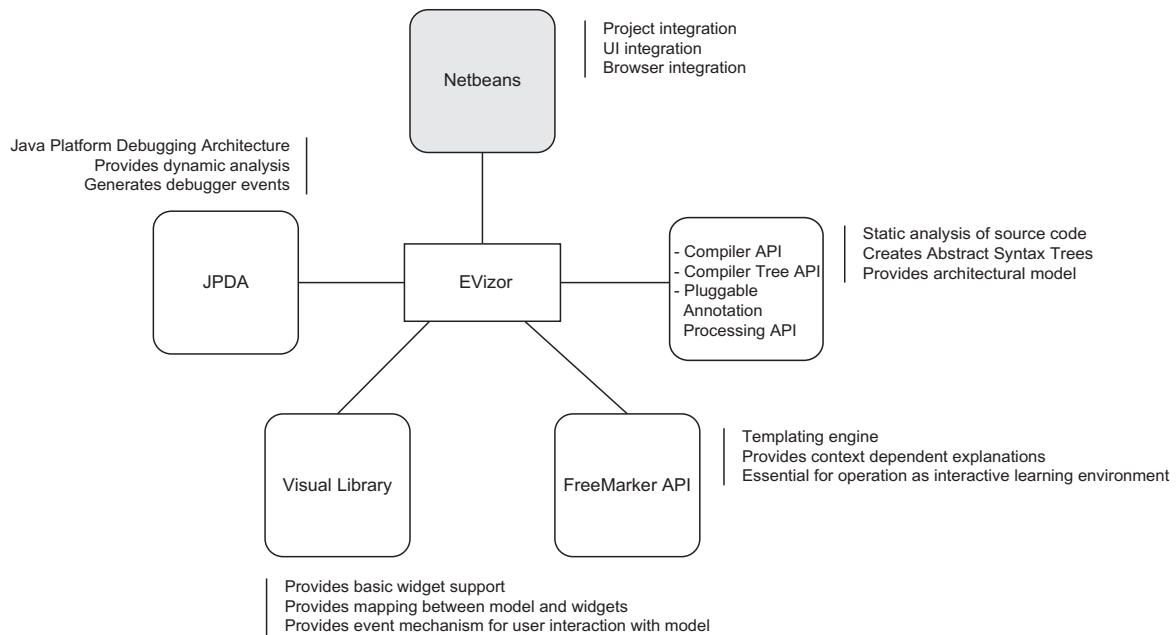 Project integration
UI integration
Browser integration
Netbeans
Java Platform Debugging Architecture
Provides dynamic analysis
Generates debugger events
JPDA
EVizor
- Compiler API
- Compiler Tree API
- Pluggable
Annotation
Processing API
Static analysis of source code
Creates Abstract Syntax Trees
Provides architectural model
Visual Library
FreeMarker API
Templating engine
Provides context dependent explanations
Essential for operation as interactive learning environment
Provides basic widget support
Provides mapping between model and widgets
Provides event mechanism for user interaction with model